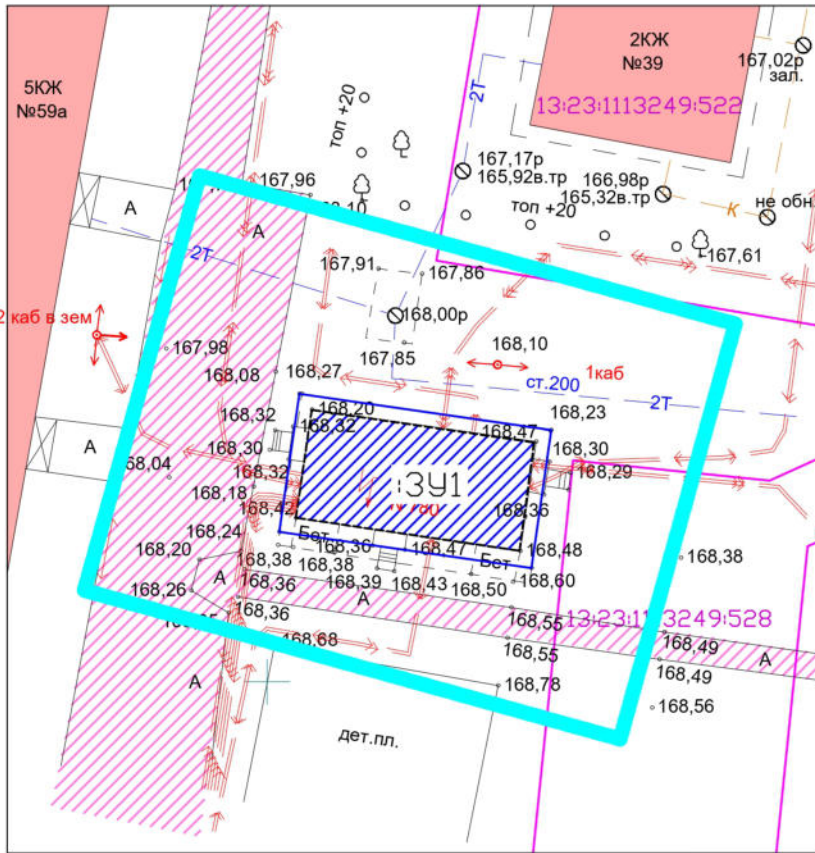 2КЖ
№39
167,02р
зал.
5КЖ
№59а
2Т
13:23:1113249:522
топ +20
167,17р
165,92в.тр
166,98р
165,32в.тр
не обн
167,96
А
топ +20
К
А
167,61
2Т
167,91
167,86
2 каб в зем
168,00р
167,98
167,85
168,10
168,08
168,27
1каб
ст.200
2Т
168,32
168,20
168,23
168,32
168,47
А
168,30
168,30
168,32
168,29
168,04
:ЗУ1
168,18
168,36
168,42
168,24
Бет
168,36
168,47
168,48
168,20
168,38
168,38
Бет
168,38
168,26
168,36
168,39
168,43
168,50
168,60
А
А
168,36
168,55
13:23:1113249:528
168,68
168,55
168,49
А
168,49
А
168,78
168,56
дет.пл.